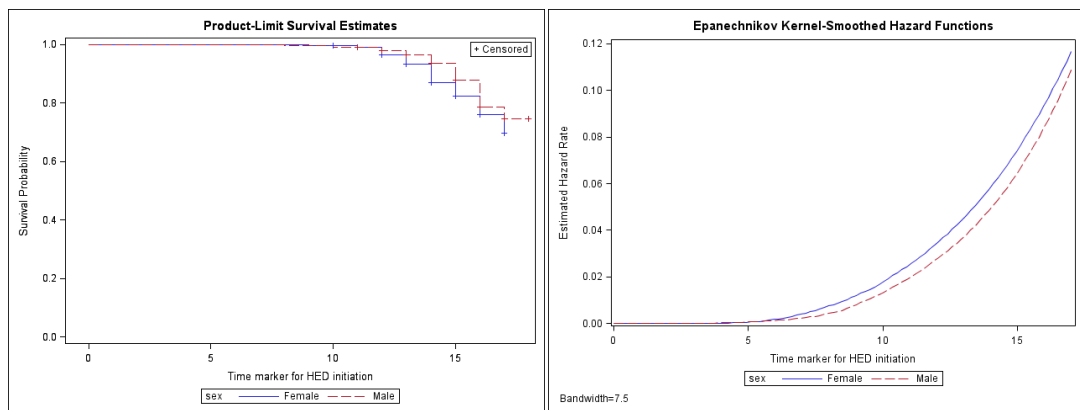 Product-Limit Survival Estimates
1.0
0.8
0.6
0.4
0.2
0.0
+ Censored
Survival Probability
0 5 10 15
Time marker for HED initiation
sex Female Male
Epanechnikov Kernel-Smoothed Hazard Functions
0.12
0.10
0.08
0.06
0.04
0.02
0.00
Estimated Hazard Rate
0 5 10 15
Time marker for HED initiation
sex Female Male
Bandwidth=7.5